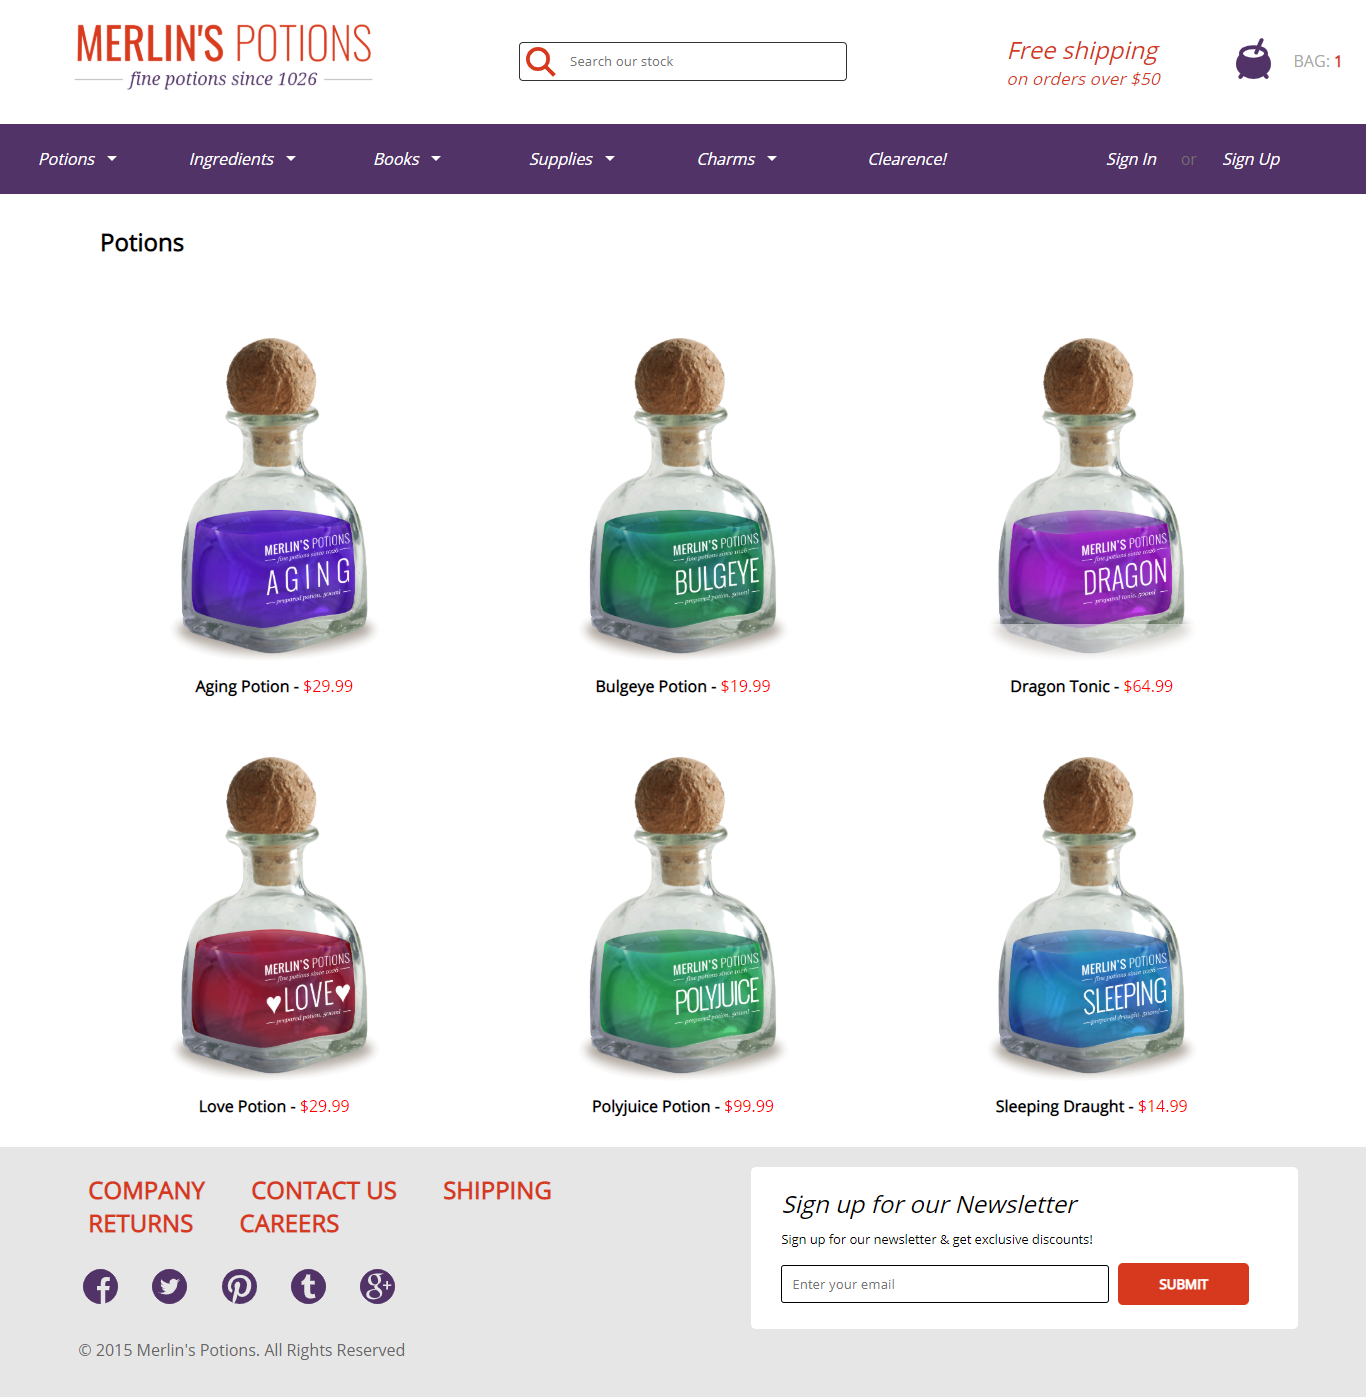 MERLIN'S POTIONS
fine potions since 1026
Search our stock
Free shipping
on orders over $50
BAG: 1
Potions Ingredients Books Supplies Charms Clearence! Sign In or Sign Up
Potions
MERLIN'S POTIONS
fine potions since 1026
AGING
prepared potion, 500ml
MERLIN'S POTIONS
fine potions since 1026
BULGEYE
prepared potion, 500ml
MERLIN'S POTIONS
fine potions since 1026
DRAGON
prepared tonic, 500ml
Aging Potion - $29.99
Bulgeye Potion - $19.99
Dragon Tonic - $64.99
MERLIN'S POTIONS
fine potions since 1026
♥LOVE♥
prepared potion, 500ml
MERLIN'S POTIONS
fine potions since 1026
POLYJUICE
prepared potion, 500ml
MERLIN'S POTIONS
fine potions since 1026
SLEEPING
prepared draught, 500ml
Love Potion - $29.99
Polyjuice Potion - $99.99
Sleeping Draught - $14.99
COMPANY CONTACT US SHIPPING
RETURNS CAREERS
© 2015 Merlin's Potions. All Rights Reserved
Sign up for our Newsletter
Sign up for our newsletter & get exclusive discounts!
Enter your email
SUBMIT